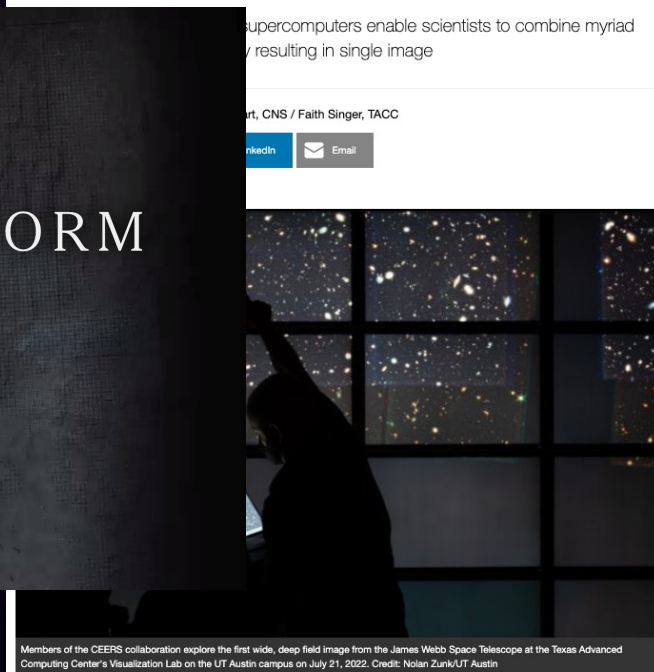 supercomputers enable scientists to combine myriad
resulting in single image
art, CNS / Faith Singer, TACC
nkedIn
Email
ORM
Members of the CEERS collaboration explore the first wide, deep field image from the James Webb Space Telescope at the Texas Advanced
Computing Center's Visualization Lab on the UT Austin campus on July 21, 2022. Credit: Nolan Zunk/UT Austin